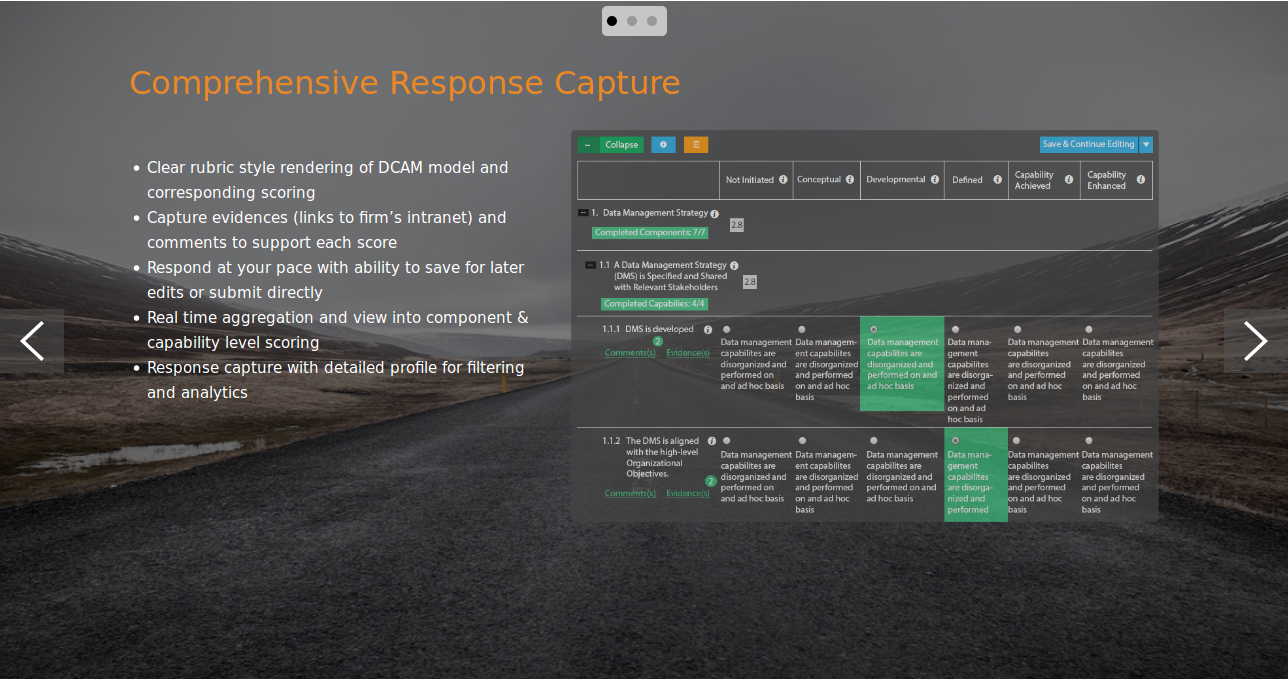 Comprehensive Response Capture
Clear rubric style rendering of DCAM model and
corresponding scoring
Capture evidences (links to firm’s intranet) and
comments to support each score
Respond at your pace with ability to save for later
edits or submit directly
Real time aggregation and view into component &
capability level scoring
Response capture with detailed profile for filtering
and analytics
Collapse
Save & Continue Editing
Not Initiated
Conceptual
Developmental
Defined
Capability
Achieved
Capability
Enhanced
1. Data Management Strategy
2.8
Completed Components: 7/7
1.1 A Data Management Strategy
(DMS) is Specified and Shared
with Relevant Stakeholders
2.8
Completed Capabilies: 4/4
1.1.1 DMS is developed
2
Comments(s) Evidence(s)
Data management
capabilites are
disorganized and
performed on
and ad hoc basis
Data managem-
ent capabilites
are disorganized
and performed
on and ad hoc
basis
Data management
capabilites are
disorganized and
performed on and
ad hoc basis
Data mana-
gement
capabilites
are disorga-
nized and
performed
on and ad
hoc basis
Data management
capabilites are
disorganized
and performed
on and ad hoc
basis
Data management
capabilites are
disorganized
and performed
on and ad hoc
basis
1.1.2 The DMS is aligned
with the high-level
Organizational
Objectives.
2
Comments(s) Evidence(s)
Data management
capabilites are
disorganized and
performed on
and ad hoc basis
Data managem-
ent capabilites
are disorganized
and performed
on and ad hoc
basis
Data management
capabilites are
disorganized and
performed on and
ad hoc basis
Data mana-
gement
capabilites
are disorga-
nized and
performed
Data management
capabilites are
disorganized
and performed
on and ad hoc
basis
Data management
capabilites are
disorganized
and performed
on and ad hoc
basis